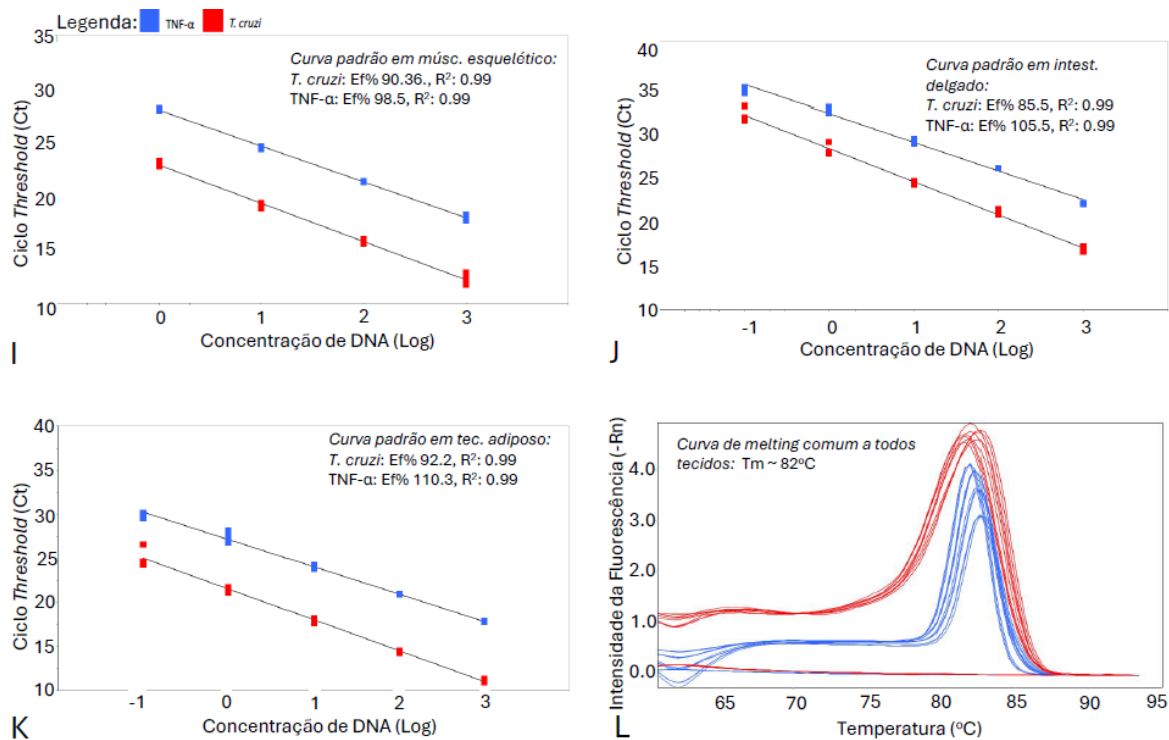 Legenda: TNF-α T. cruzi
35
30
25
20
15
10
Ciclo Threshold (Ct)
Curva padrão em músc. esquelótico:
T. cruzi: Ef% 90.36., R²: 0.99
TNF-α: Ef% 98.5, R²: 0.99
0 1 2 3
Concentração de DNA (Log)
I
40
35
30
25
20
15
10
Ciclo Threshold (Ct)
Curva padrão em intest.
delgado:
T. cruzi: Ef% 85.5, R²: 0.99
TNF-α: Ef% 105.5, R²: 0.99
-1 0 1 2 3
Concentração de DNA (Log)
J
40
35
30
25
20
15
10
Ciclo Threshold (Ct)
Curva padrão em tec. adiposo:
T. cruzi: Ef% 92.2, R²: 0.99
TNF-α: Ef% 110.3, R²: 0.99
-1 0 1 2 3
Concentração de DNA (Log)
K
4.0
3.0
2.0
1.0
0.0
Intensidade da Fluorescência (-Rn)
Curva de melting comum a todos
tecidos: Tm ~ 82ºC
65 70 75 80 85 90 95
Temperatura (ºC)
L